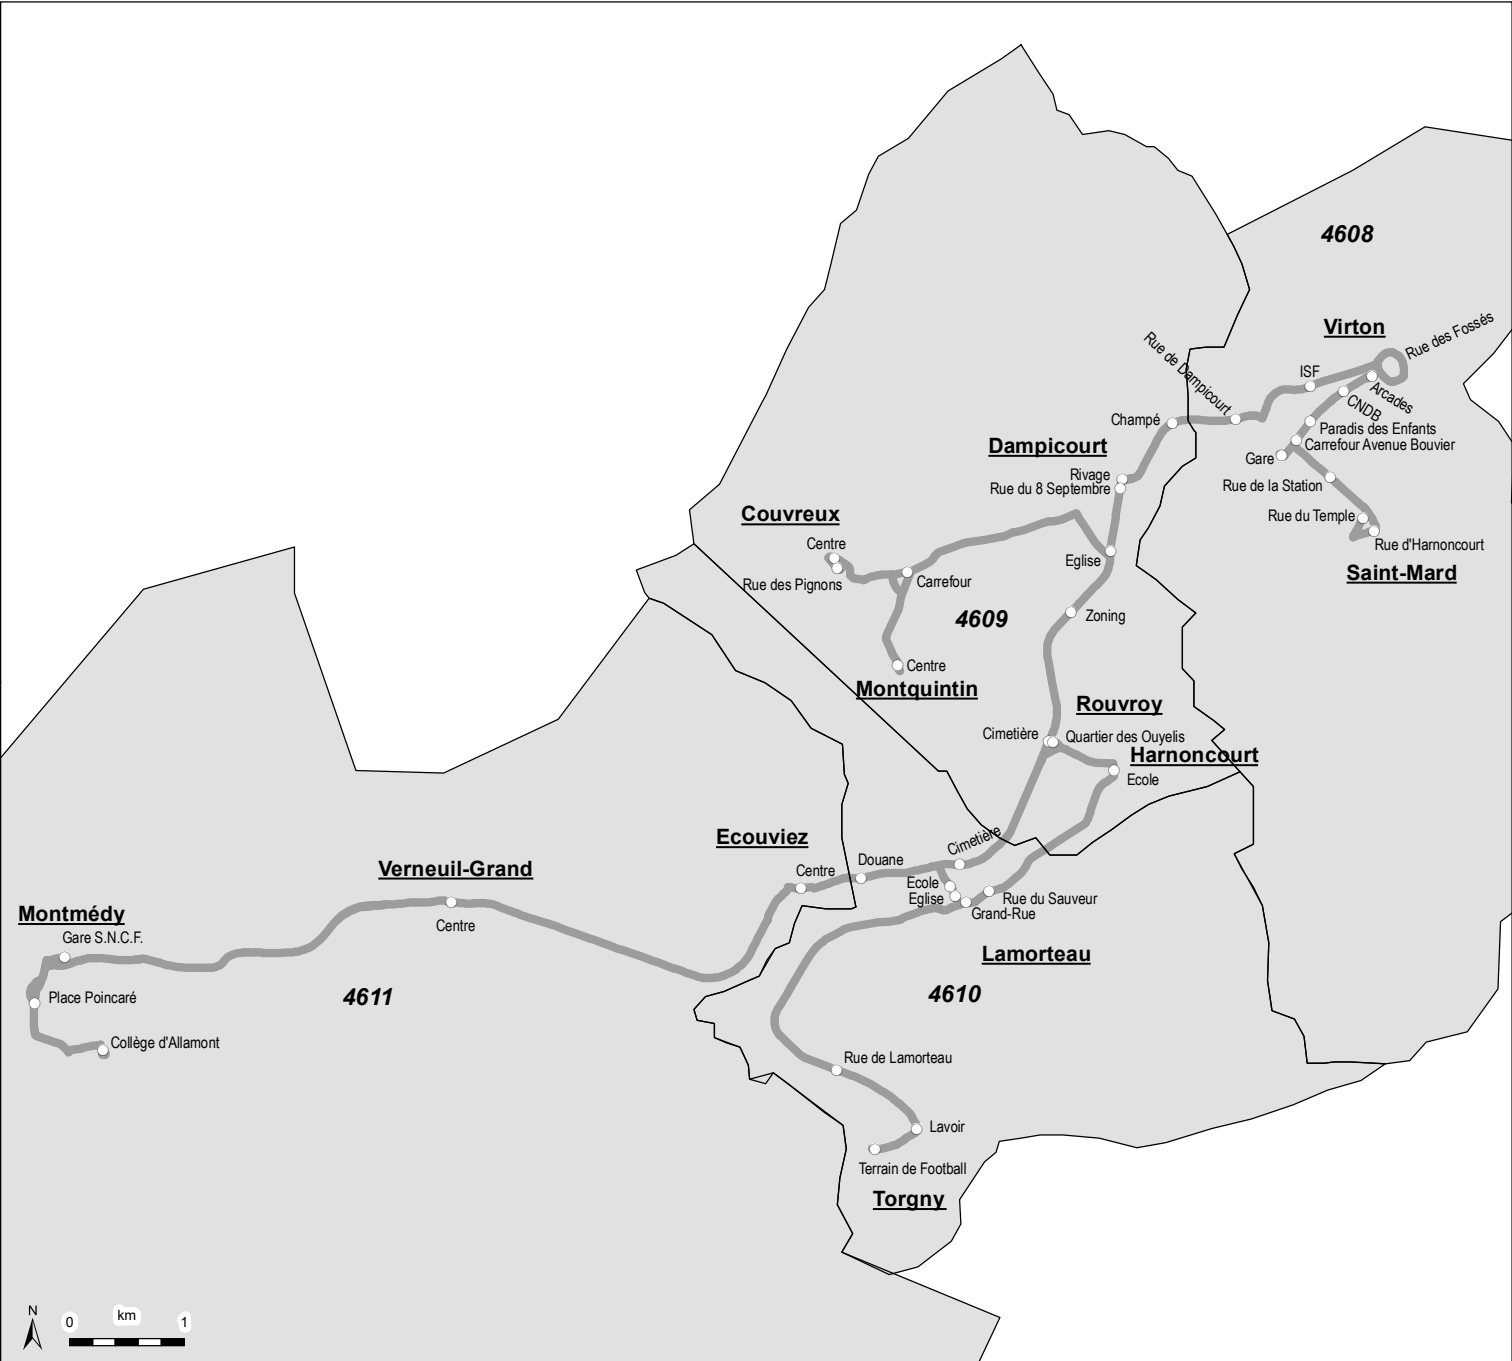 4608
Virton
Rue des Fossés
Rue de Dampicourt
ISF
Arcades
CNDB
Champé
Paradis des Enfants
Carrefour Avenue Bouvier
Dampicourt
Gare
Rivage
Rue du 8 Septembre
Rue de la Station
Couvreux
Rue du Temple
Centre
Rue d'Harnoncourt
Eglise
Saint-Mard
Rue des Pignons
Carrefour
4609
Zoning
Centre
Montquintin
Rouvroy
Cimetière
Quartier des Ouyelis
Harnoncourt
Ecole
Ecouviez
Cimetière
Douane
Verneuil-Grand
Centre
Ecole
Eglise
Rue du Sauveur
Grand-Rue
Montmédy
Centre
Gare S.N.C.F.
Lamorteau
4611
4610
Place Poincaré
Collège d'Allamont
Rue de Lamorteau
Lavoir
Terrain de Football
Torgny
N
0 km 1